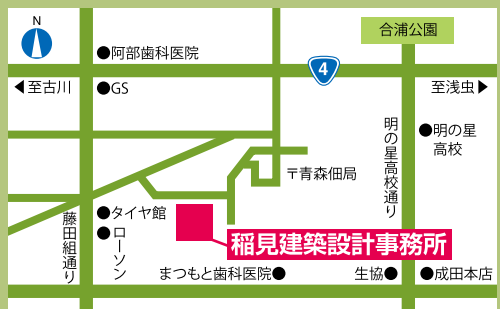 N
合浦公園
阿部歯科医院
4
至古川
GS
至浅虫
明の星
高校
明の星高校通り
〒青森佃局
藤田組通り
タイヤ館
ローソン
稲見建築設計事務所
まつもと歯科医院
生協
成田本店